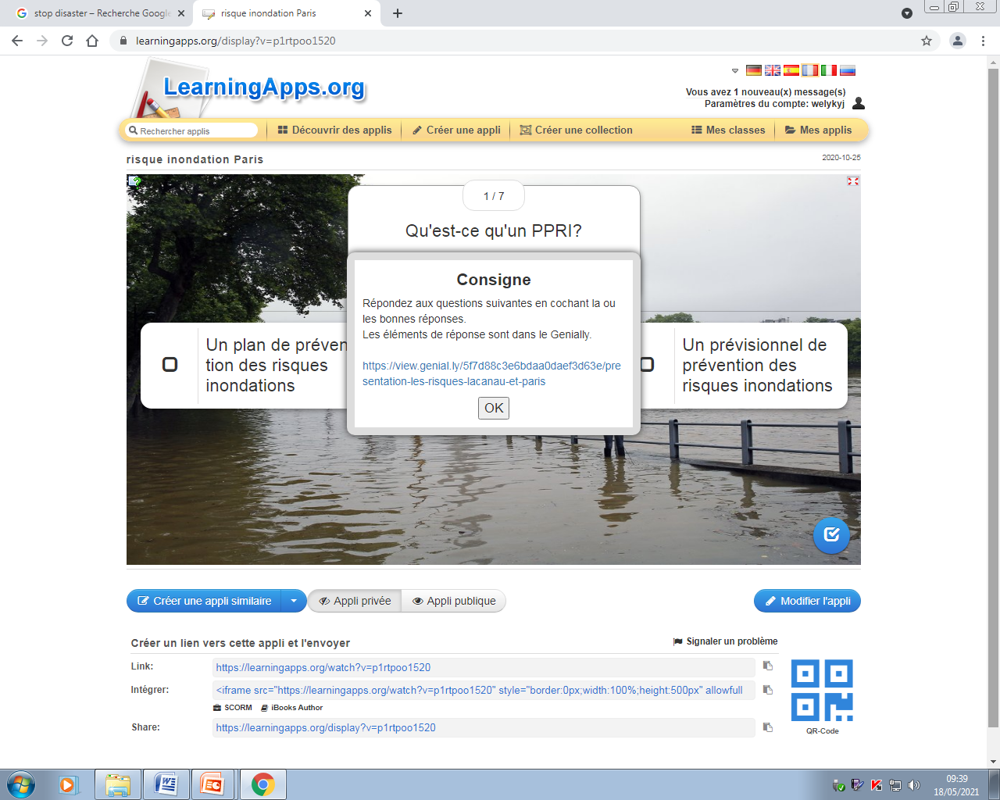 stop disaster – Recherche Google
risque inondation Paris
learningapps.org/display?v=p1rtpoo1520
LearningApps.org
Vous avez 1 nouveau(x) message(s)
Paramètres du compte: welykyj
Rechercher applis
Découvrir des applis
Créer une appli
Créer une collection
Mes classes
Mes applis
risque inondation Paris
2020-10-25
1 / 7
Qu'est-ce qu'un PPRI?
Consigne
Répondez aux questions suivantes en cochant la ou
les bonnes réponses.
Les éléments de réponse sont dans le Genially.
https://view.genial.ly/5f7d88c3e6bdaa0daef3d63e/pre
sentation-les-risques-lacanau-et-paris
OK
Un plan de préven
tion des risques
inondations
Un prévisionnel de
prévention des
risques inondations
Créer une appli similaire
Appli privée
Appli publique
Modifier l'appli
Créer un lien vers cette appli et l'envoyer
Signaler un problème
Link:
https://learningapps.org/watch?v=p1rtpoo1520
Intégrer:
<iframe src="https://learningapps.org/watch?v=p1rtpoo1520" style="border:0px;width:100%;height:500px" allowfull
SCORM
iBooks Author
Share:
https://learningapps.org/display?v=p1rtpoo1520
QR-Code
09:39
18/05/2021